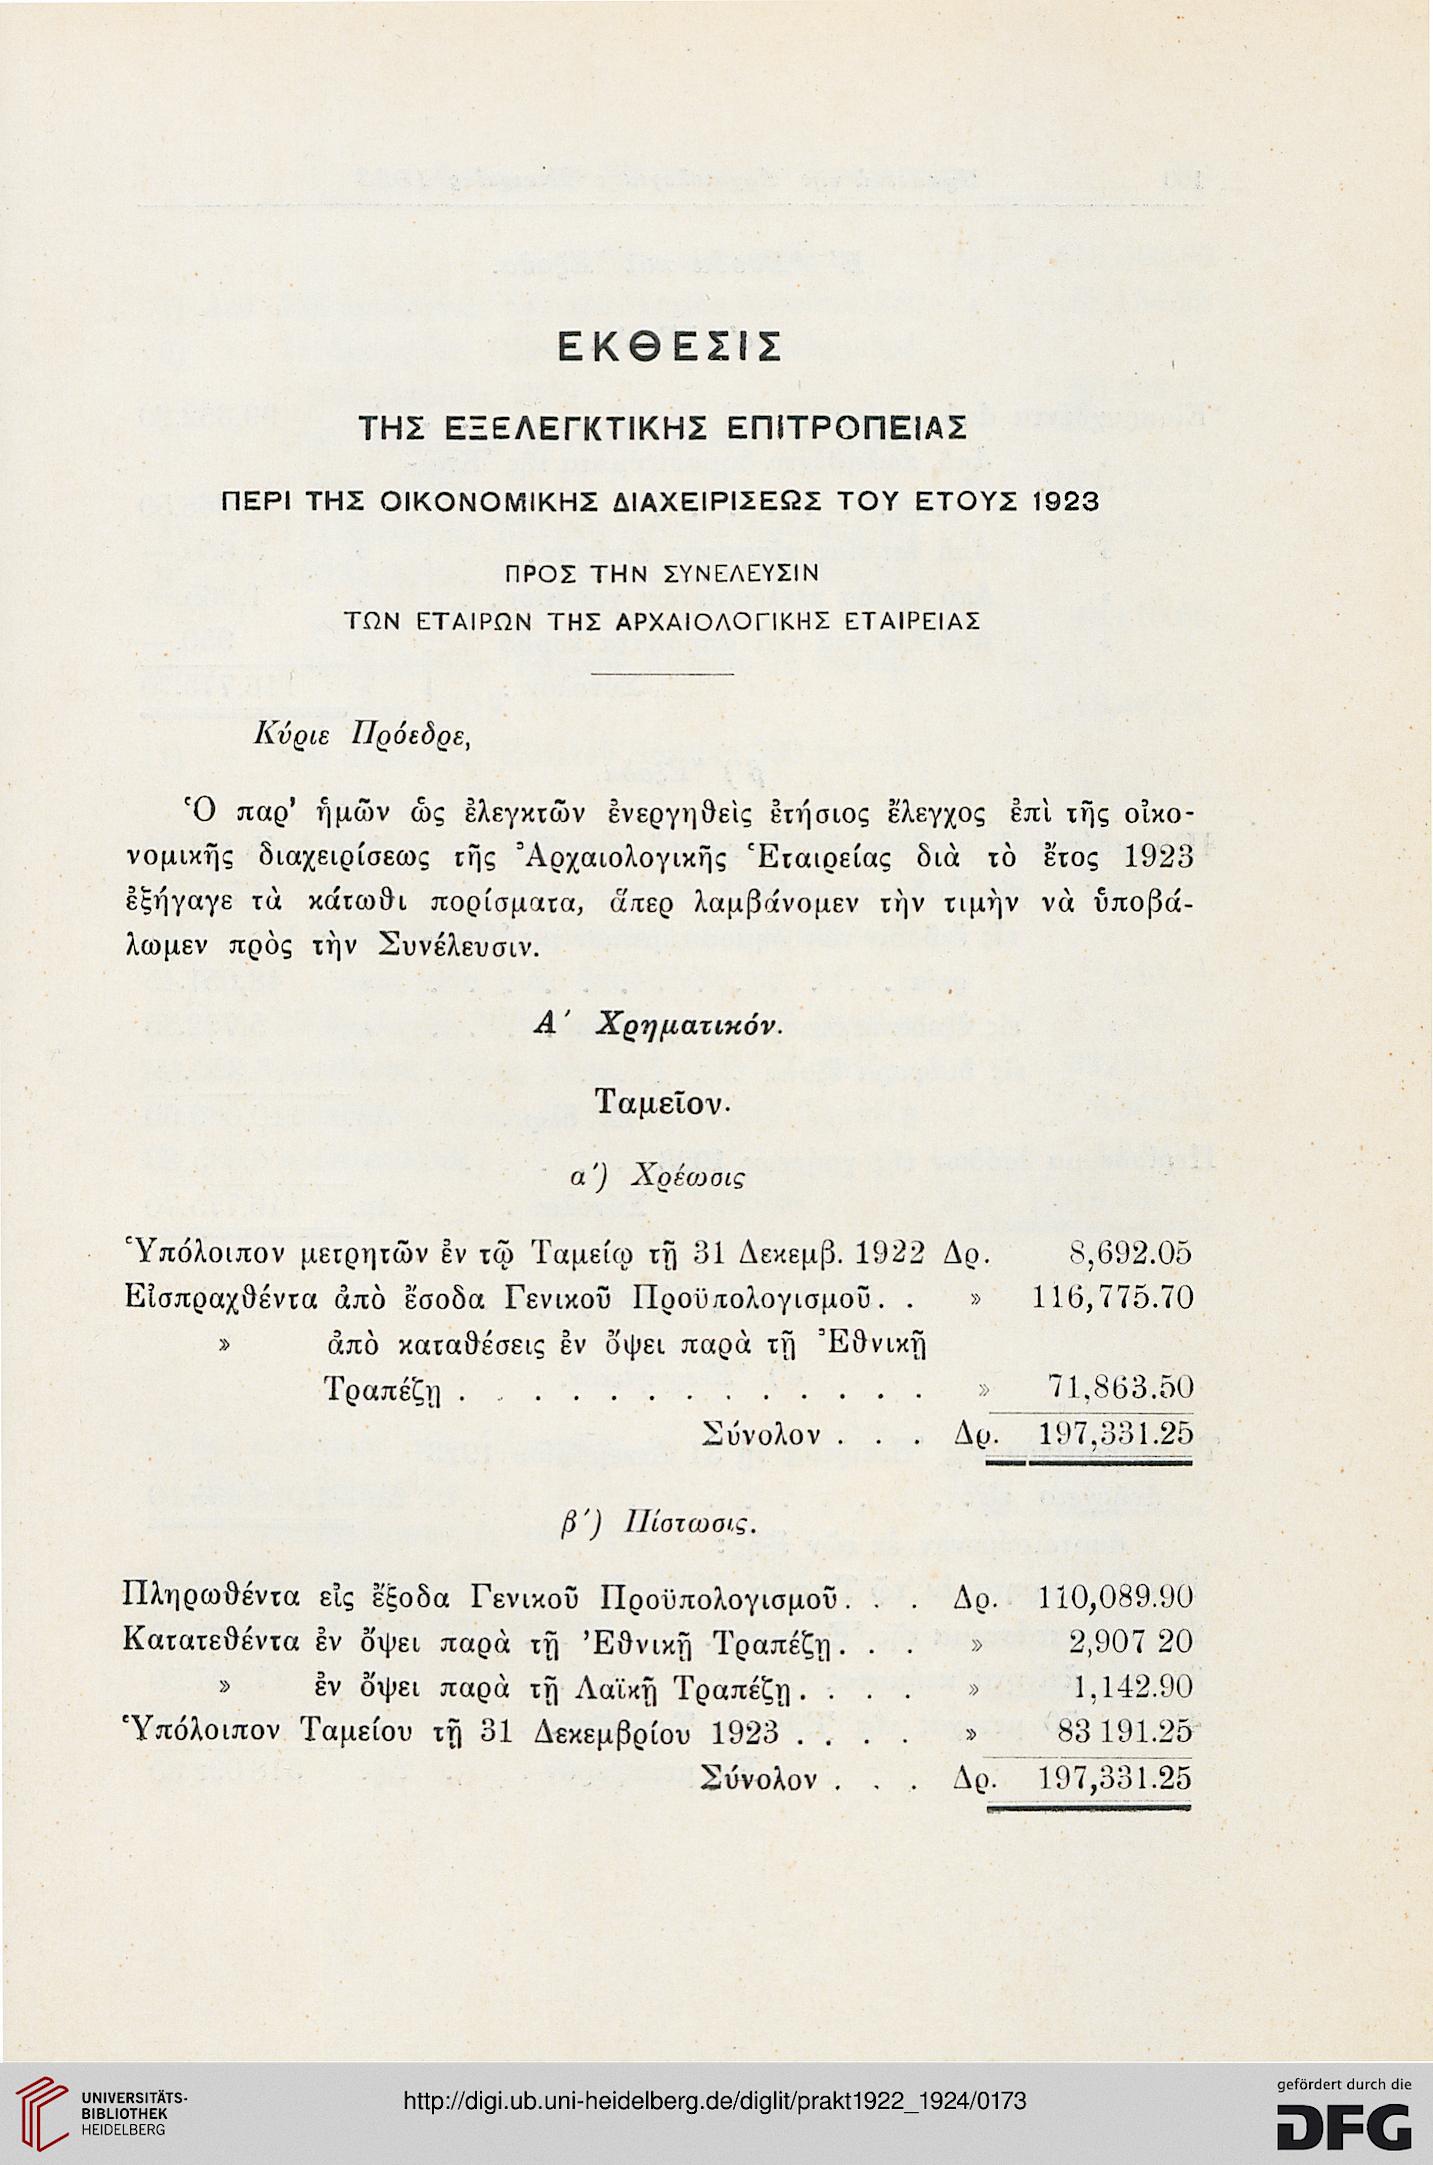 ΕΚΘΕΣΙΣ
ΤΗΣ ΕΞΕΛΕΓΚΤΙΚΗΣ ΕΠΙΤΡΟΠΕΙΑΣ
ΠΕΡΙ ΤΗΣ ΟΙΚΟΝΟΜΙΚΗΣ ΔΙΑΧΕΙΡΙΣΕΩΣ ΤΟΥ ΕΤΟΥΣ 1923
ΠΡΟΣ ΤΗΝ ΣΥΝΕΛΕΥΣΙΝ
ΤΩΝ ΕΤΑΙΡΩΝ ΤΗΣ ΑΡΧΑΙΟΛΟΓΙΚΗΣ ΕΤΑΙΡΕΙΑΣ
Κύριε Πρόεδρε,
Ὁ παρ' ἡμῶν ὡς ἐλεγκτῶν ἐνεργηθεὶς ἐτήσιος ἔλεγχος ἐπὶ τῆς οἰκο-
νομικῆς διαχειρίσεως τῆς Ἀρχαιολογικῆς Ἑταιρείας διὰ τὸ ἔτος 1923
ἐξήγαγε τὰ κάτωθι πορίσματα, ἅπερ λαμβάνομεν τὴν τιμὴν νὰ ὑποβά-
λωμεν πρὸς τὴν Συνέλευσιν.
Α΄ Χρηματικόν.
Ταμεῖον.
α΄) Χρέωσις
Ὑπόλοιπον μετρητῶν ἐν τῷ Ταμείῳ τῇ 31 Δεκεμβ. 1922 Δρ. 8,692.05
Εἰσπραχθέντα ἀπὸ ἔσοδα Γενικοῦ Προϋπολογισμοῦ. . » 116,775.70
» ἀπὸ καταθέσεις ἐν ὄψει παρὰ τῇ Ἐθνικῇ
Τραπέζῃ . . . . . . . . . . . . . » 71,863.50
Σύνολον . . . Δρ. 197,331.25
β΄) Πίστωσις.
Πληρωθέντα εἰς ἔξοδα Γενικοῦ Προϋπολογισμοῦ. . . Δρ. 110,089.90
Κατατεθέντα ἐν ὄψει παρὰ τῇ Ἐθνικῇ Τραπέζῃ. . . » 2,907 20
» ἐν ὄψει παρὰ τῇ Λαϊκῇ Τραπέζῃ. . . . » 1,142.90
Ὑπόλοιπον Ταμείου τῇ 31 Δεκεμβρίου 1923 . . . . » 83 191.25
Σύνολον . . . Δρ. 197,331.25
UNIVERSITÄTS-
BIBLIOTHEK
HEIDELBERG
http://digi.ub.uni-heidelberg.de/diglit/prakt1922_1924/0173
gefördert durch die
DFG